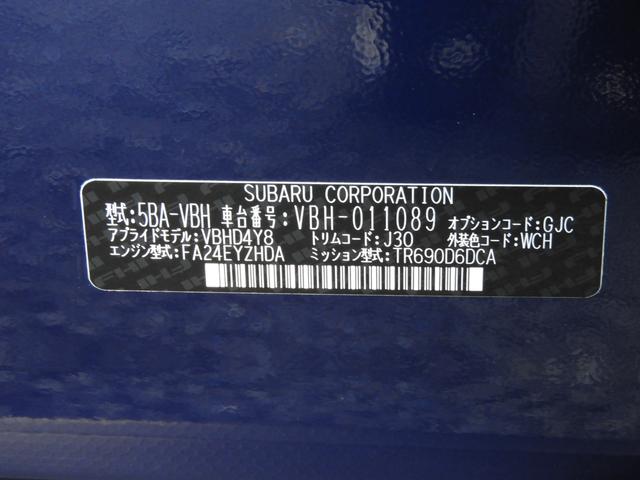 SUBARU CORPORATION
型式:5BA-VBH 車台番号:VBH-011089 オプションコード:GJC
アプライドモデル:VBHD4Y8 トリムコード:J30 外装色コード:WCH
エンジン型式:FA24EYZHDA ミッション型式:TR690D6DCA